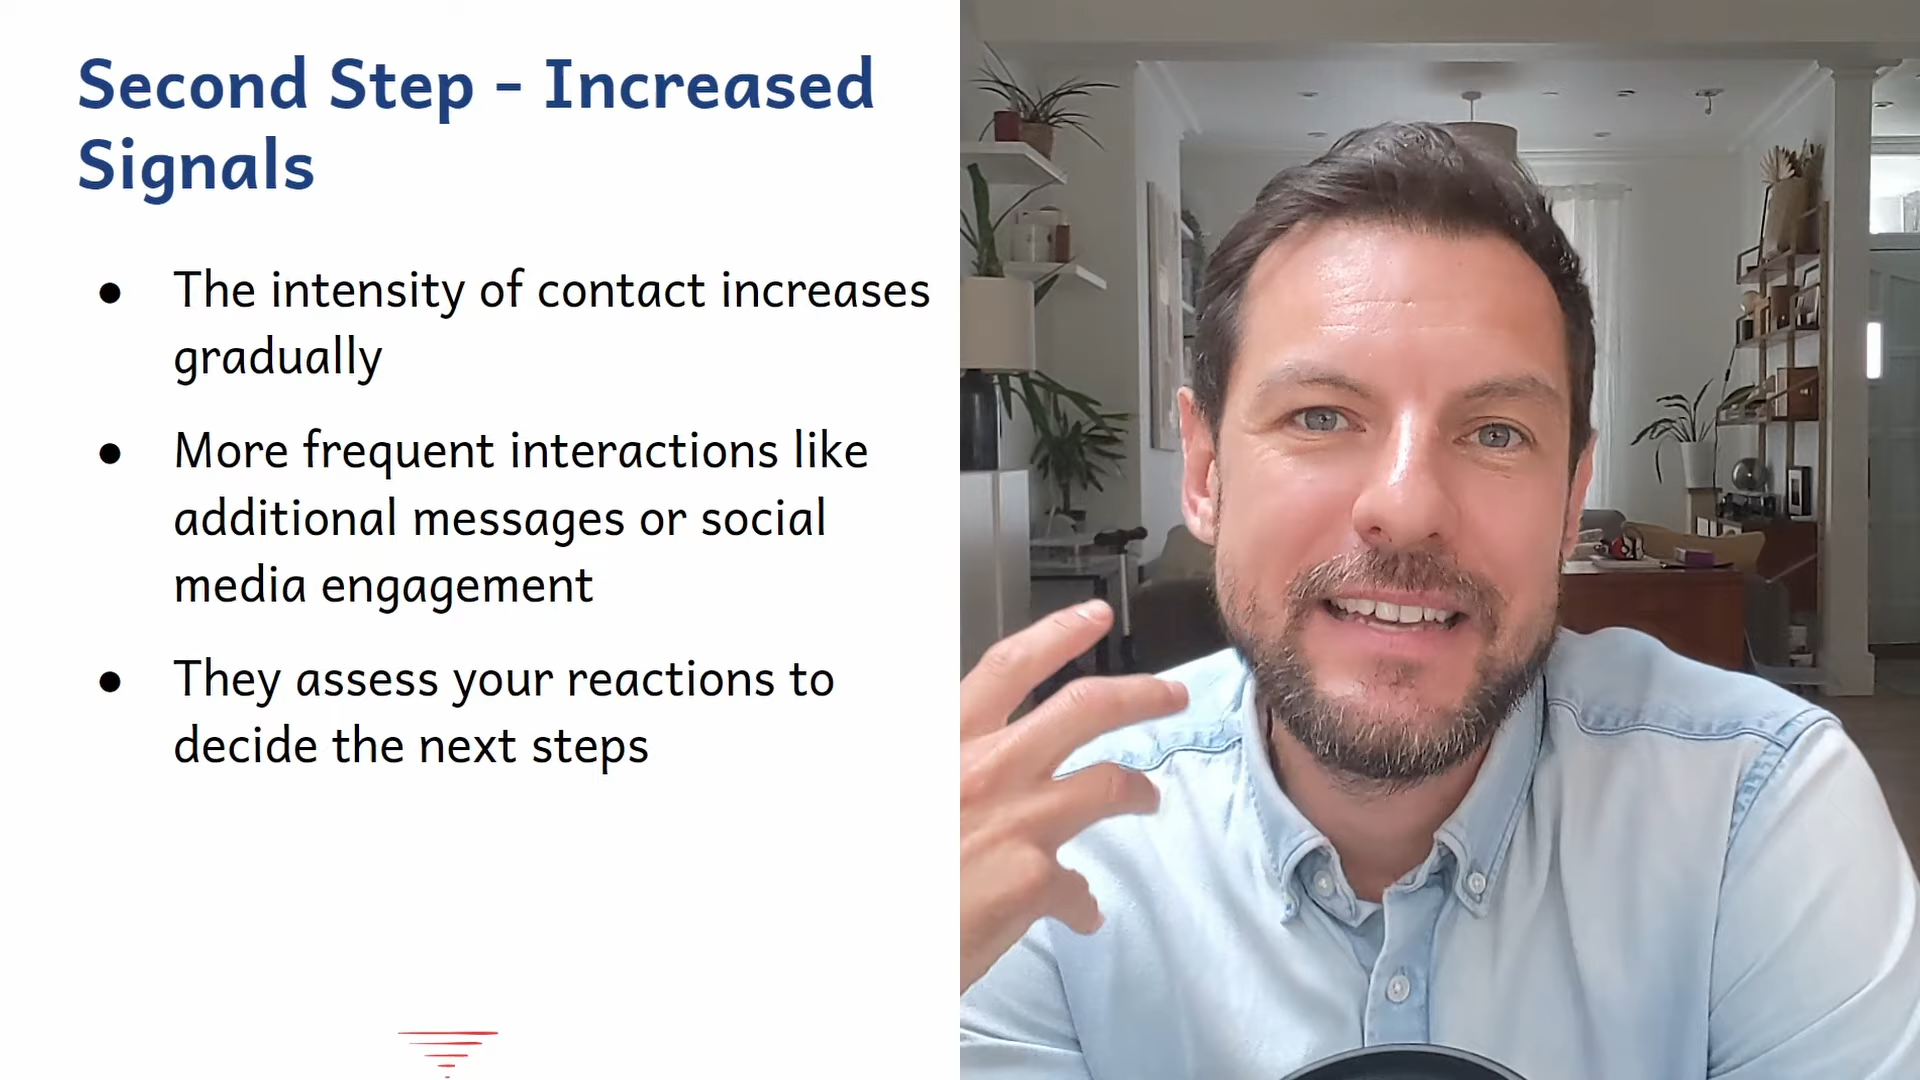 Second Step - Increased
Signals
● The intensity of contact increases
gradually
● More frequent interactions like
additional messages or social
media engagement
● They assess your reactions to
decide the next steps